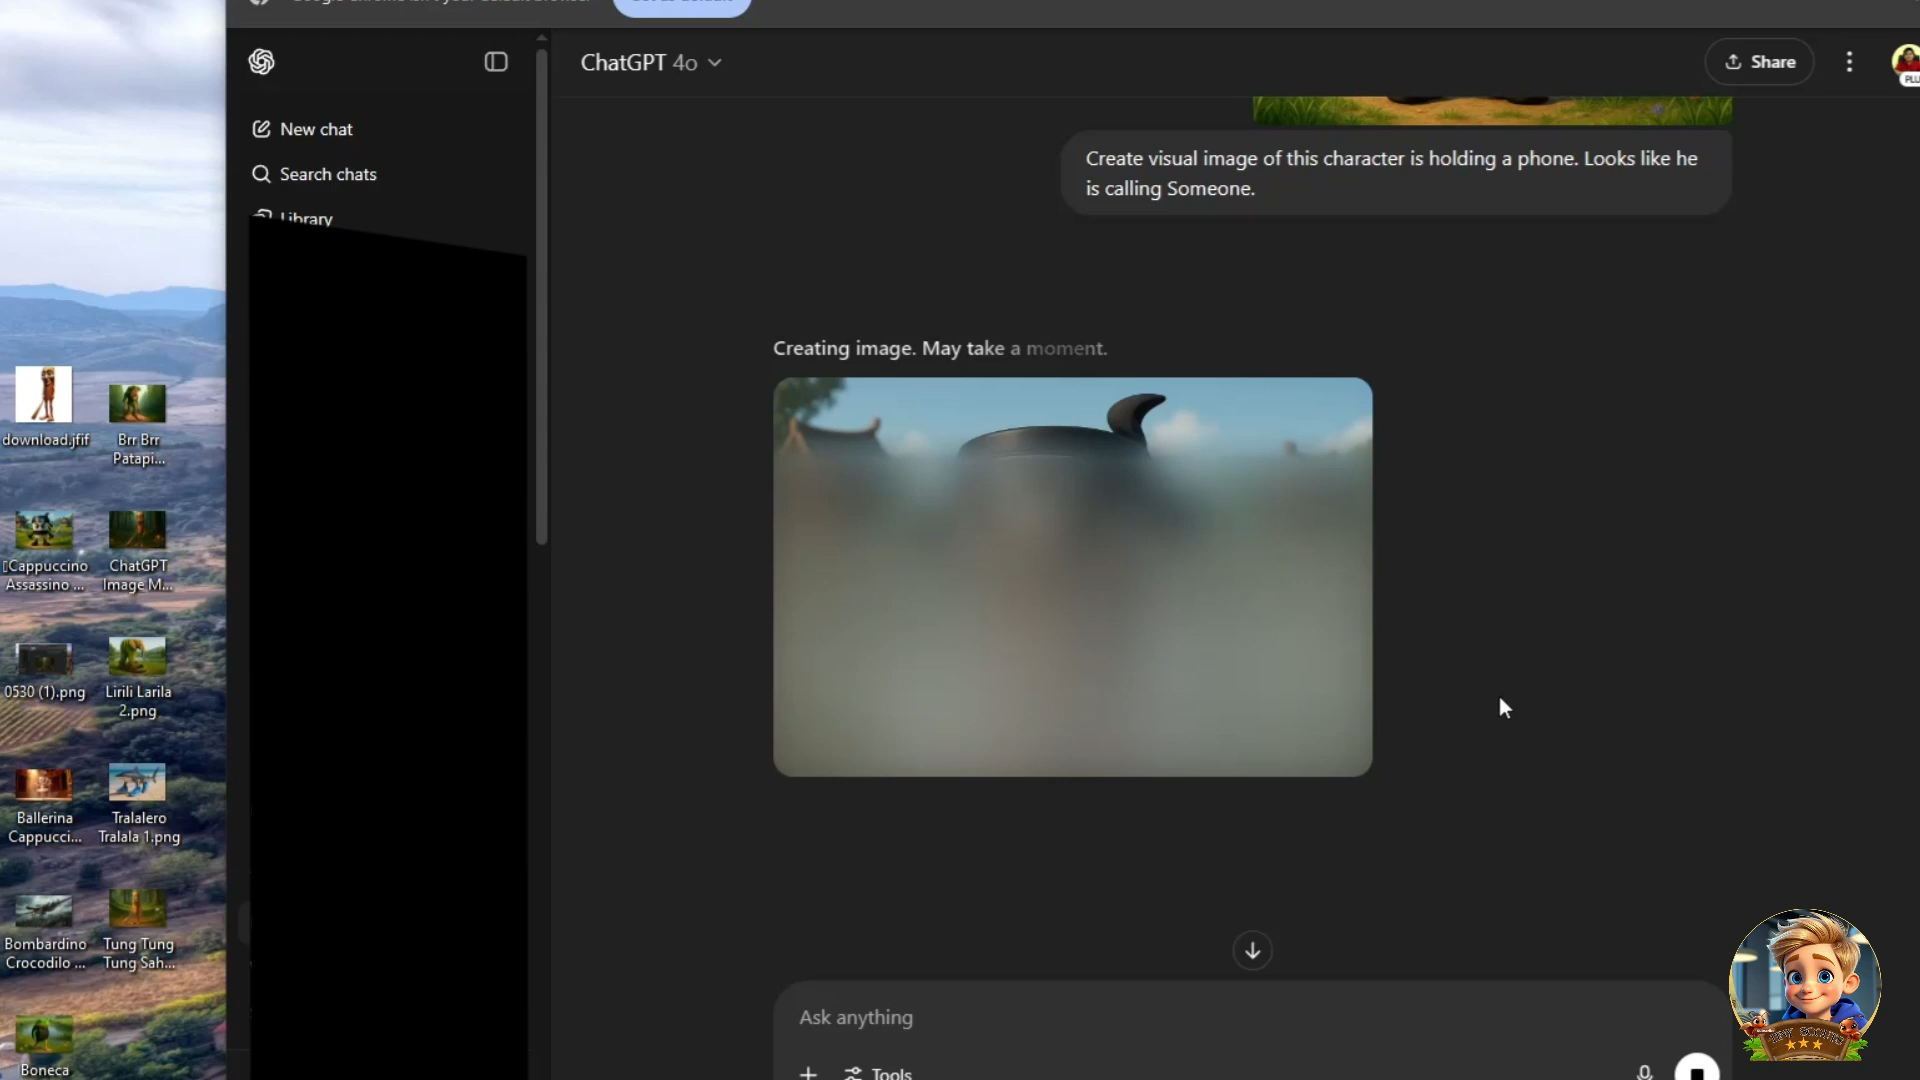 ChatGPT 4o
Share
PLU
New chat
Search chats
Library
Create visual image of this character is holding a phone. Looks like he
is calling Someone.
Creating image. May take a moment.
download.jfif
Brr Brr
Patapi...
Cappuccino
Assassino ...
ChatGPT
Image M...
0530 (1).png
Lirili Larila
2.png
Ballerina
Cappucci...
Tralalero
Tralala 1.png
Bombardino
Crocodilo ...
Tung Tung
Tung Sah...
Boneca
Ask anything
Tools